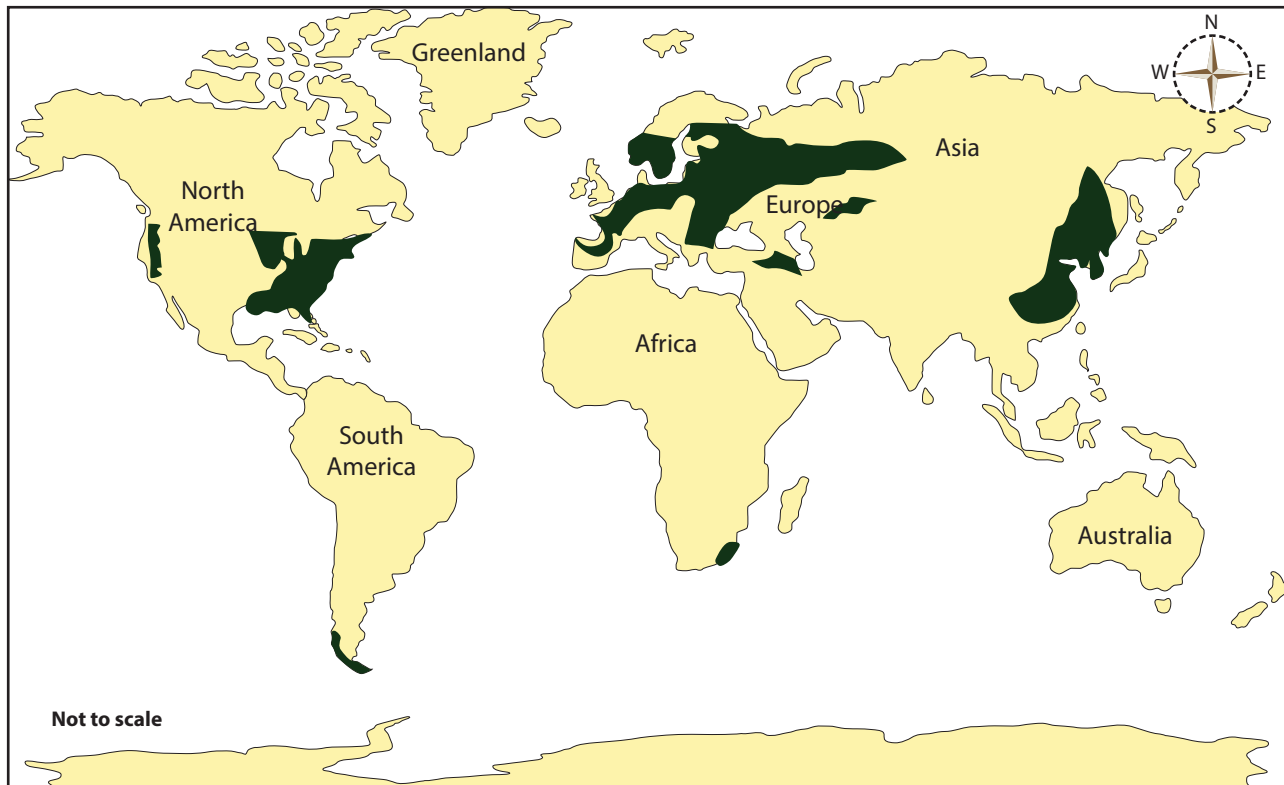 Greenland
N
W
E
S
Asia
North
America
Europe
Africa
South
America
Australia
Not to scale